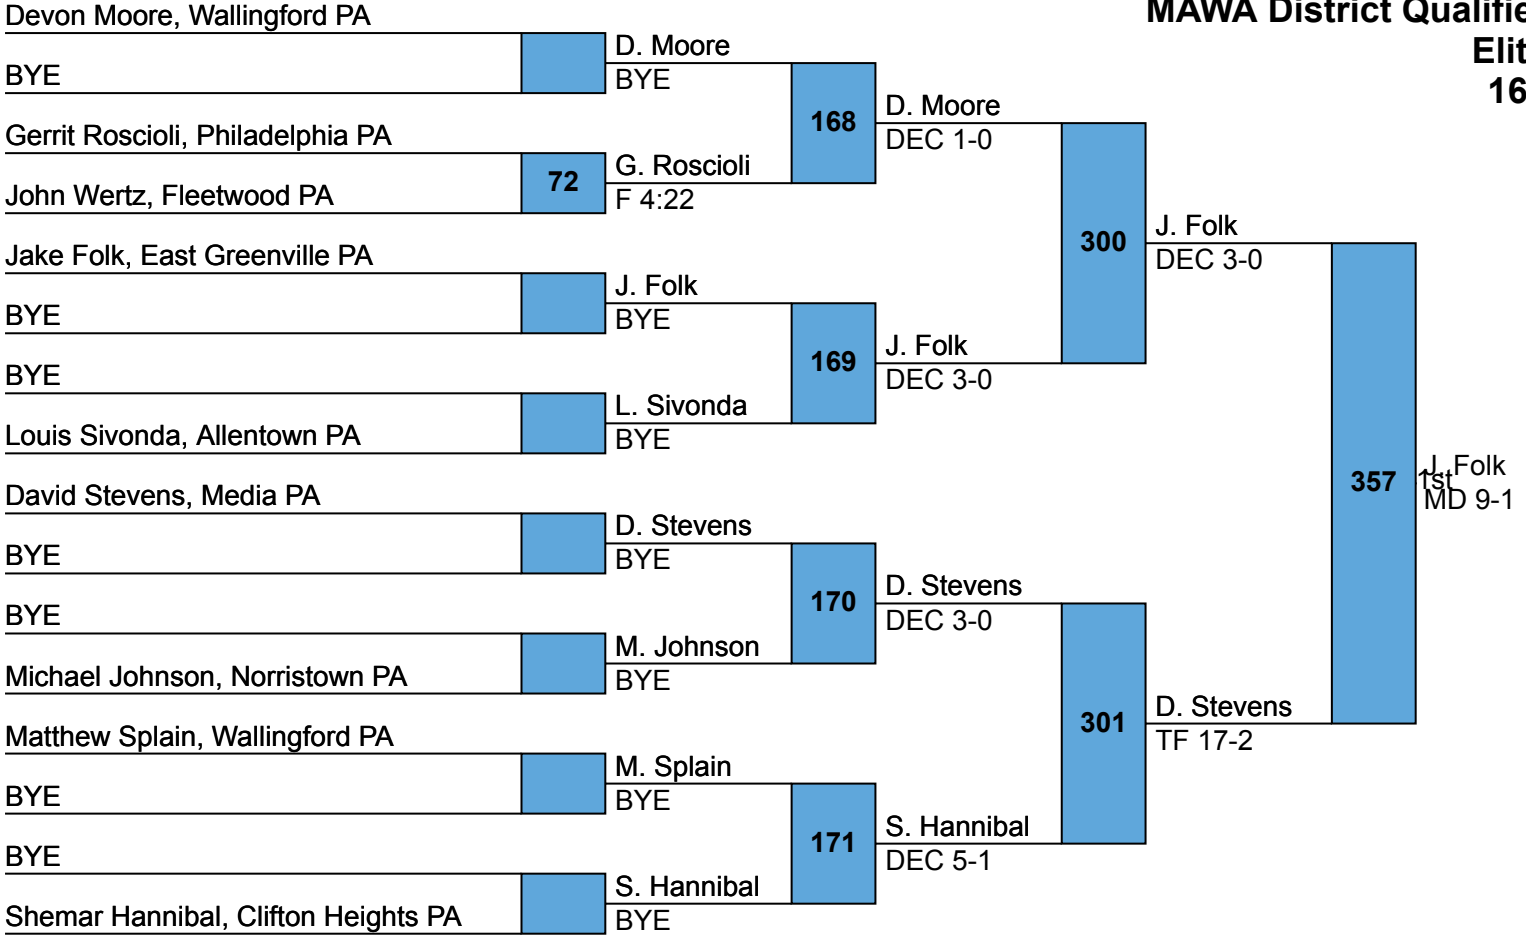 MAWA District Qualifie
Elit
16
Devon Moore, Wallingford PA
BYE
Gerrit Roscioli, Philadelphia PA
John Wertz, Fleetwood PA
Jake Folk, East Greenville PA
BYE
BYE
Louis Sivonda, Allentown PA
David Stevens, Media PA
BYE
BYE
Michael Johnson, Norristown PA
Matthew Splain, Wallingford PA
BYE
BYE
Shemar Hannibal, Clifton Heights PA
72
D. Moore
BYE
G. Roscioli
F 4:22
J. Folk
BYE
L. Sivonda
BYE
D. Stevens
BYE
M. Johnson
BYE
M. Splain
BYE
S. Hannibal
BYE
168
169
170
171
D. Moore
DEC 1-0
J. Folk
DEC 3-0
D. Stevens
DEC 3-0
S. Hannibal
DEC 5-1
300
301
J. Folk
DEC 3-0
D. Stevens
TF 17-2
357
J. Folk
1st
MD 9-1